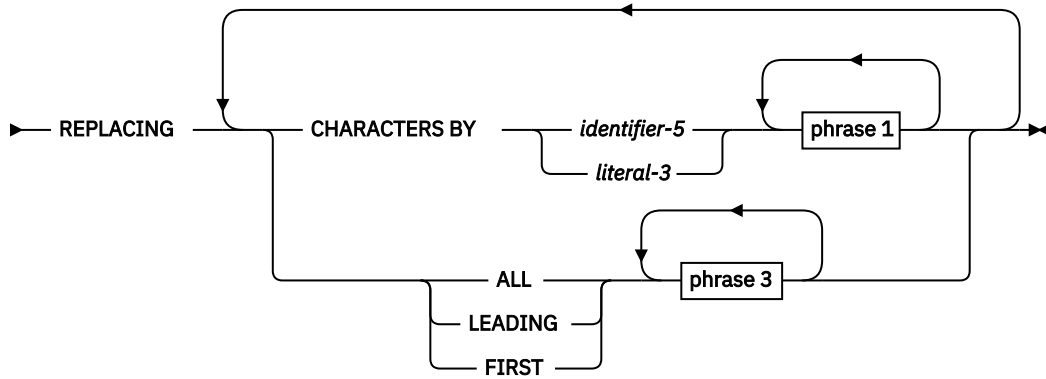 REPLACING CHARACTERS BY identifier-5 phrase 1
literal-3
ALL phrase 3
LEADING
FIRST